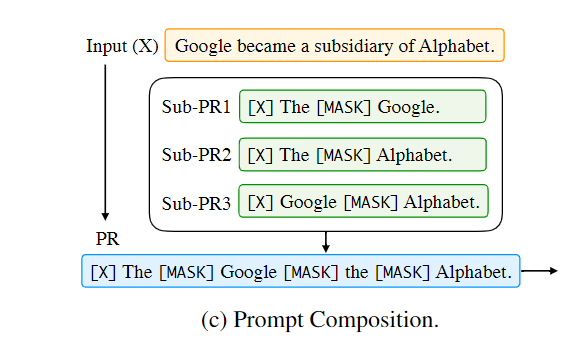 Input (X) Google became a subsidiary of Alphabet.
Sub-PR1 [X] The [MASK] Google.
Sub-PR2 [X] The [MASK] Alphabet.
Sub-PR3 [X] Google [MASK] Alphabet.
PR
[X] The [MASK] Google [MASK] the [MASK] Alphabet.
(c) Prompt Composition.